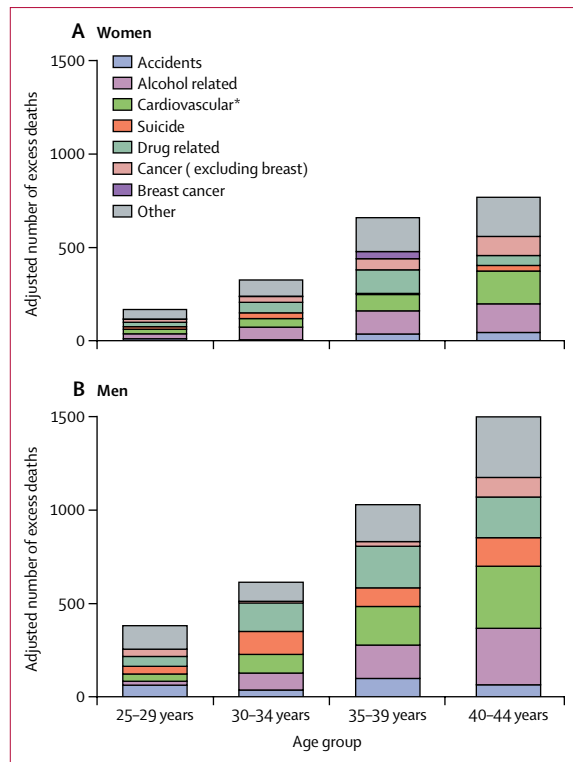 A Women
1500
1000
500
0
Adjusted number of excess deaths
Accidents
Alcohol related
Cardiovascular*
Suicide
Drug related
Cancer ( excluding breast)
Breast cancer
Other
B Men
1500
1000
500
0
Adjusted number of excess deaths
25–29 years 30–34 years 35–39 years 40–44 years
Age group